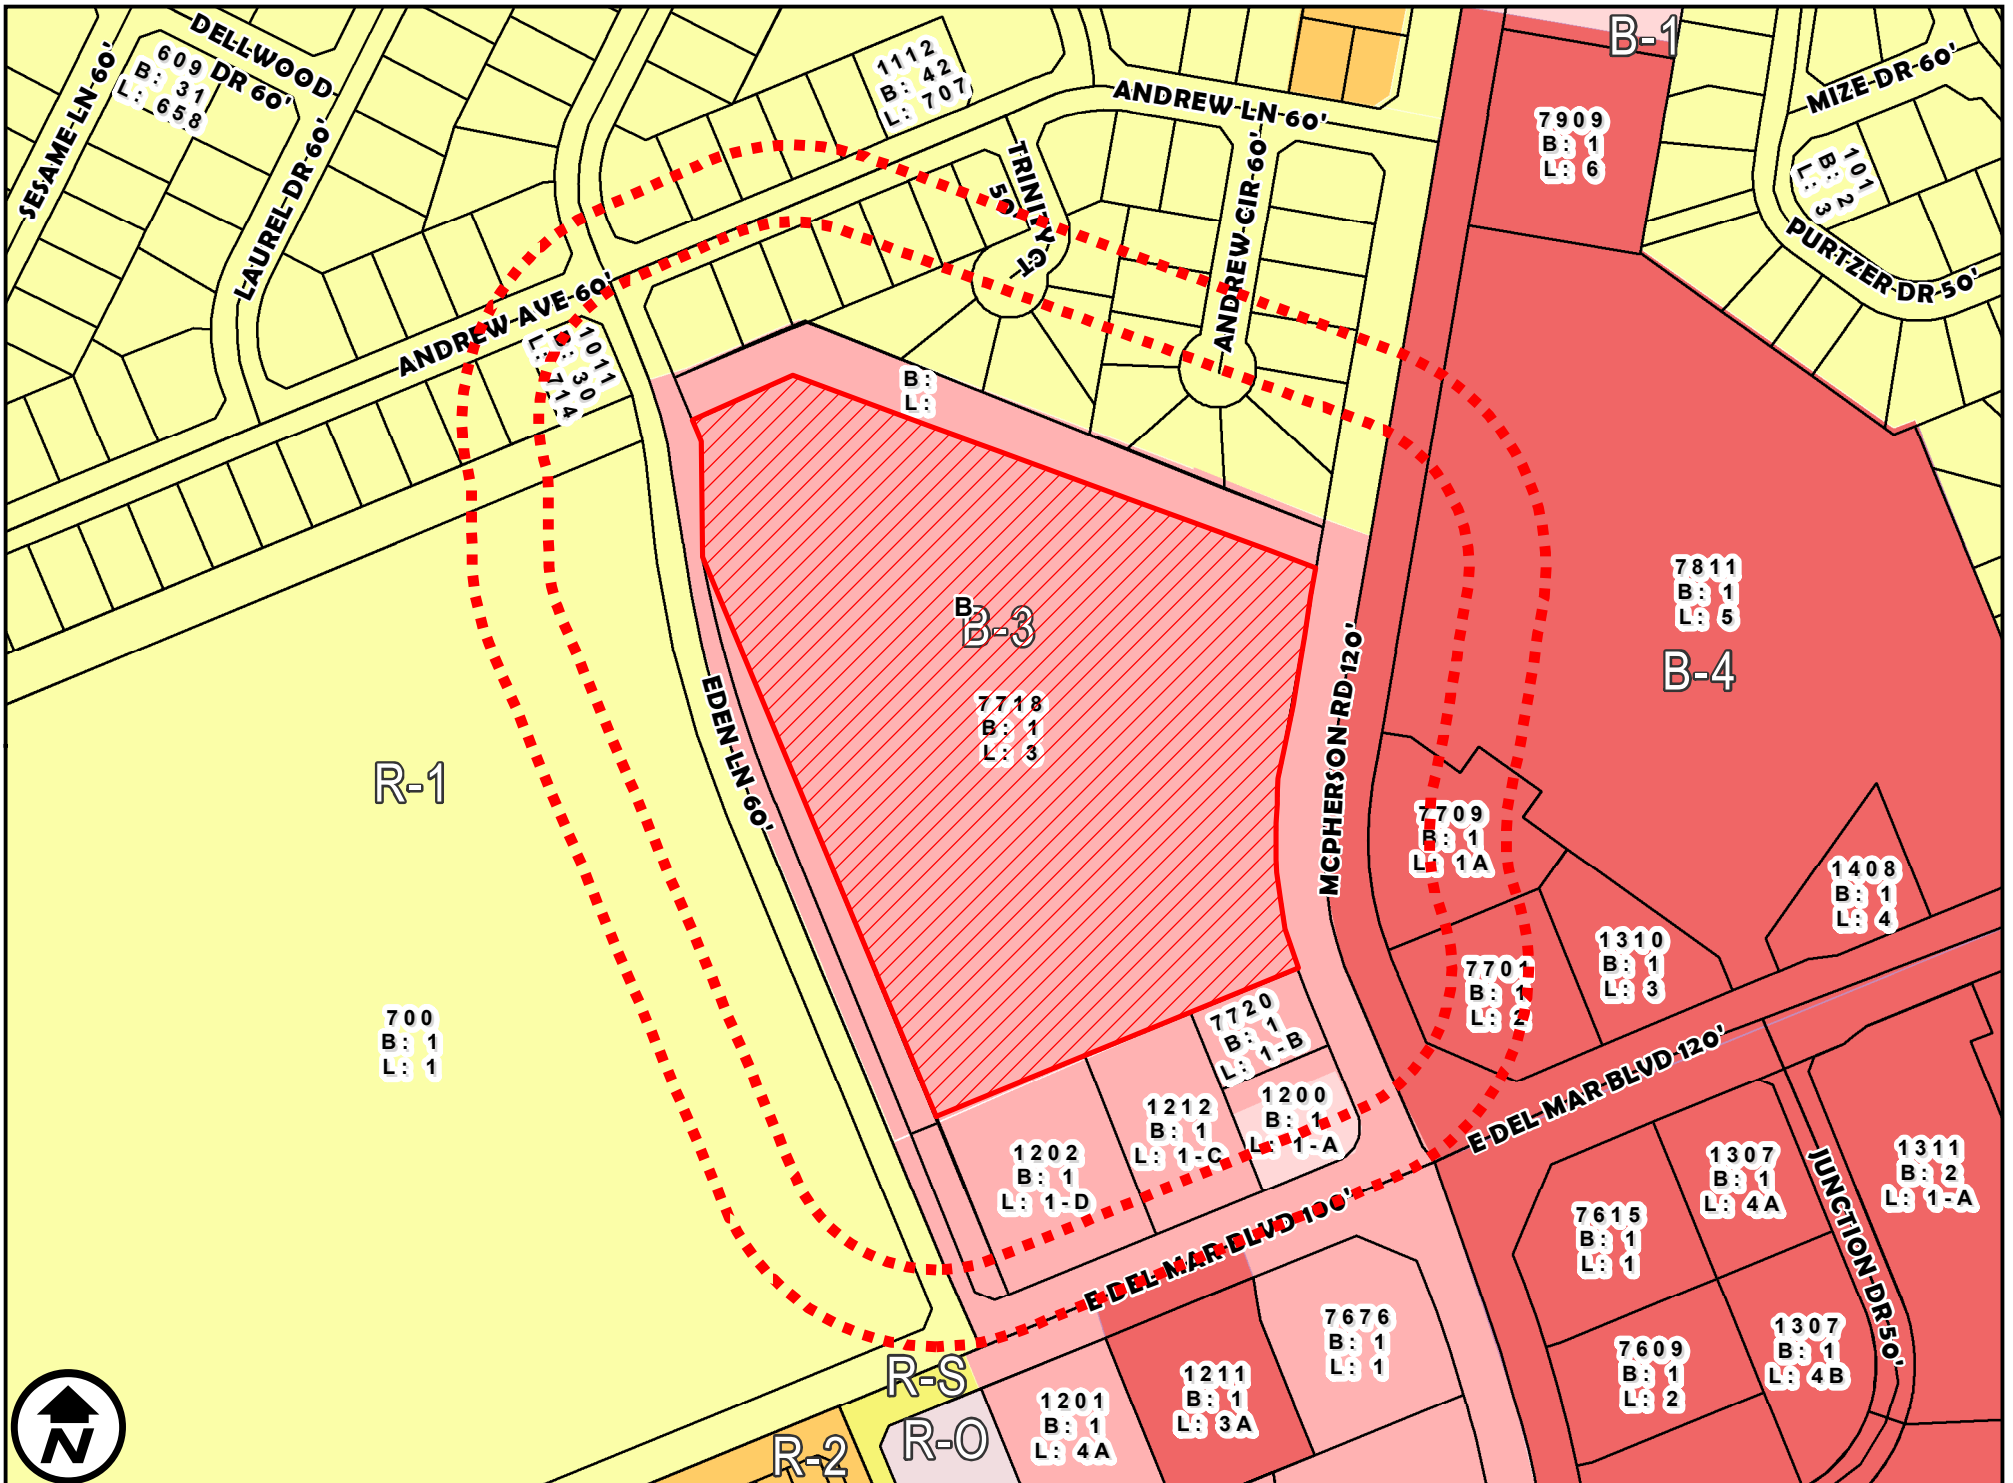 DELLWOOD
DR 60'
609
B: 31
L: 658
SESAME-LN-60'
LAUREL-DR-60'
1112
B: 42
L: 707
ANDREW-LN-60'
B-1
7909
B: 1
L: 6
MIZE-DR-60'
101
B: 2
L: 3
PURTZER-DR-50'
TRINITY-CT
50'
ANDREW-CIR-60'
ANDREW-AVE-60'
1011
B: 30
L: 714
B:
L:
B
B-3
7718
B: 1
L: 3
7811
B: 1
L: 5
B-4
EDEN-LN-60'
MCPHERSON-RD-120'
R-1
7709
B: 1
L: 1A
1408
B: 1
L: 4
1310
B: 1
L: 3
7701
B: 1
L: 2
700
B: 1
L: 1
7720
B: 1
L: 1-B
1200
B: 1
L: 1-A
1212
B: 1
L: 1-C
1202
B: 1
L: 1-D
E-DEL-MAR-BLVD-120'
E-DEL-MAR-BLVD-100'
1307
B: 1
L: 4A
1311
B: 2
L: 1-A
JUNCTION-DR-50'
7615
B: 1
L: 1
7676
B: 1
L: 1
1307
B: 1
L: 4B
7609
B: 1
L: 2
1211
B: 1
L: 3A
1201
B: 1
L: 4A
R-S
R-O
R-2
N